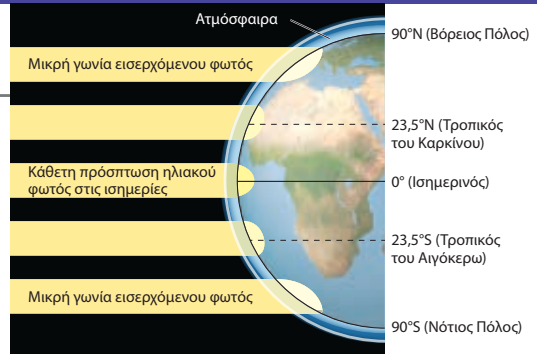 Ατμόσφαιρα
90°N (Βόρειος Πόλος)
Μικρή γωνία εισερχόμενου φωτός
23,5°N (Τροπικός
του Καρκίνου)
Κάθετη πρόσπτωση ηλιακού
φωτός στις ισημερίες
0° (Ισημερινός)
23,5°S (Τροπικός
του Αιγόκερω)
Μικρή γωνία εισερχόμενου φωτός
90°S (Νότιος Πόλος)